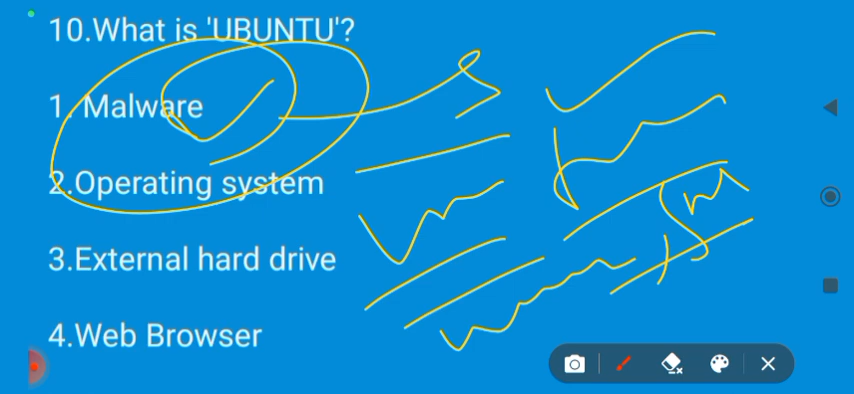 10.What is 'UBUNTU'?
1. Malware
2.Operating system
3.External hard drive
4.Web Browser